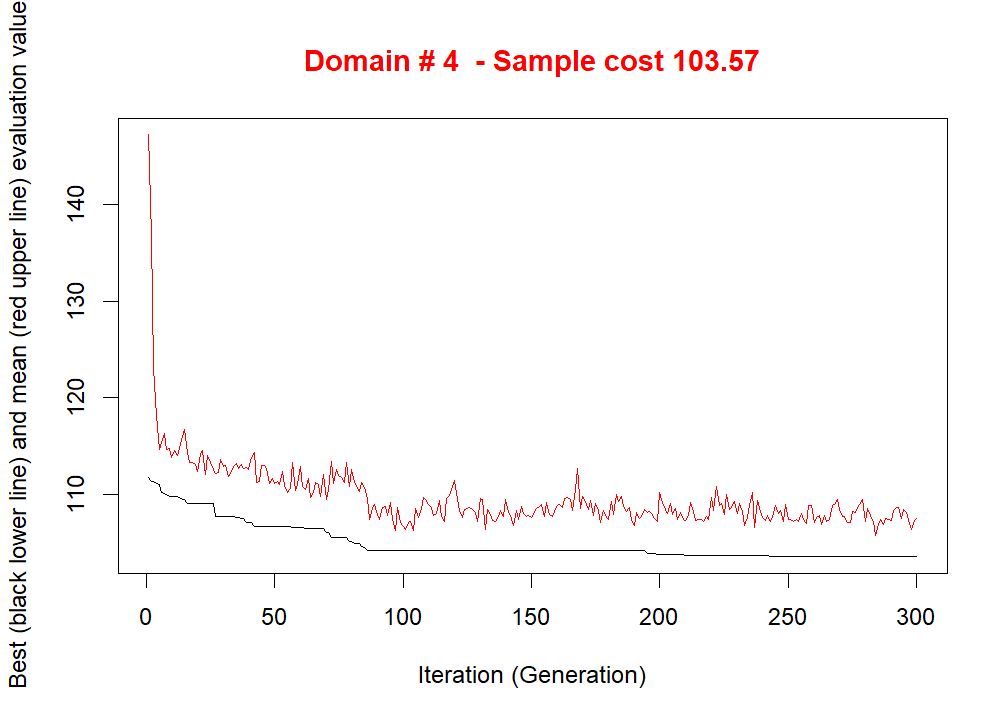 Domain # 4  - Sample cost 103.57
Best (black lower line) and mean (red upper line) evaluation value
140
130
120
110
0 50 100 150 200 250 300
Iteration (Generation)